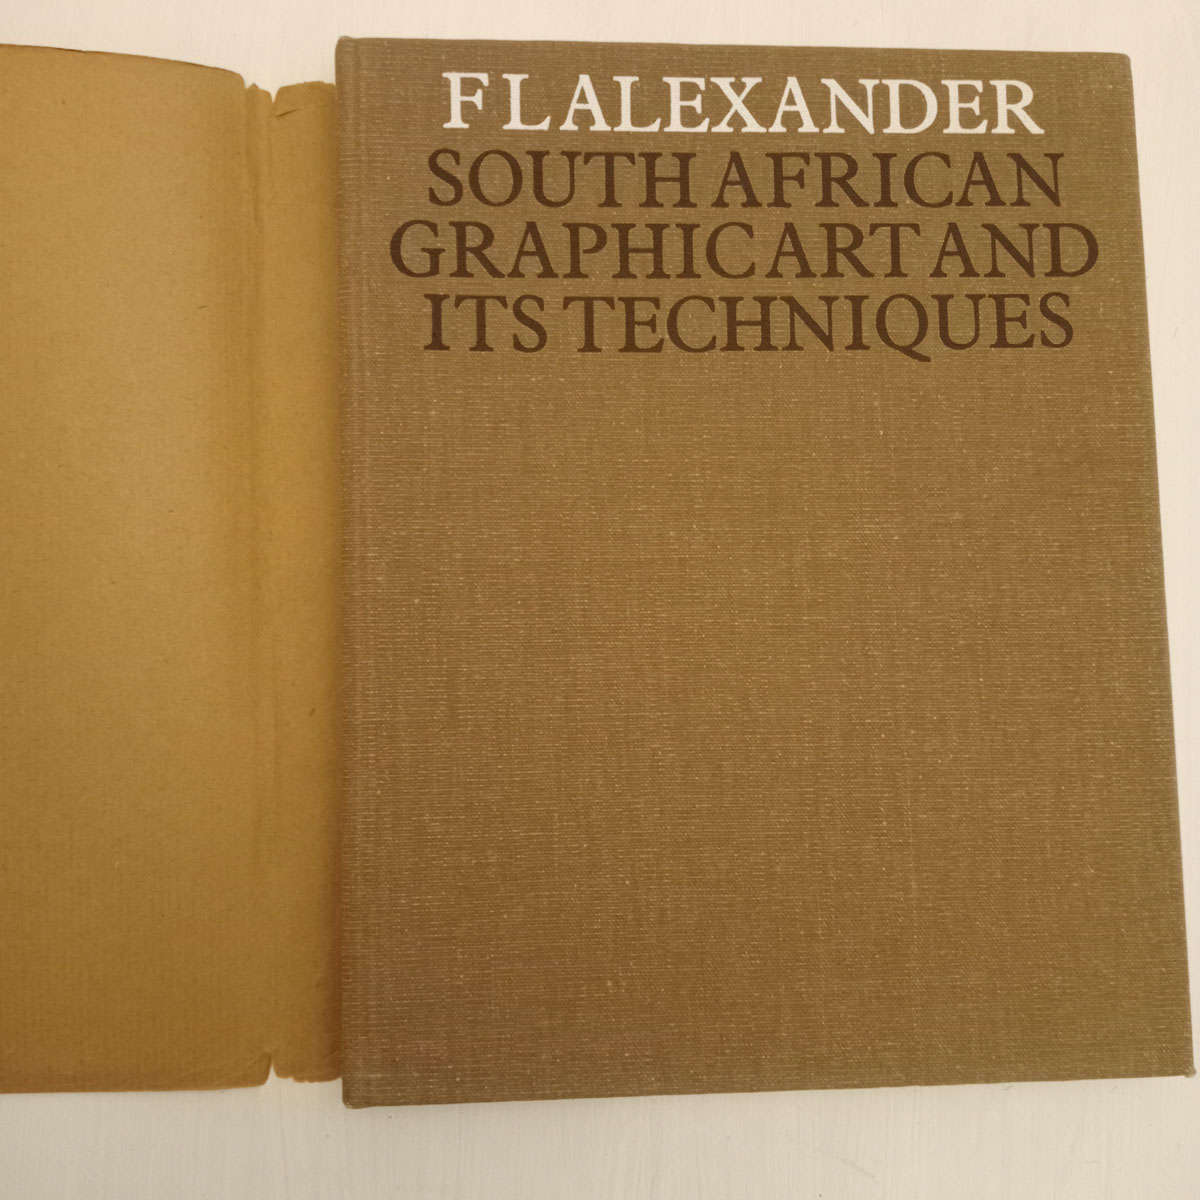 F L ALEXANDER
SOUTH AFRICAN
GRAPHIC ART AND
ITS TECHNIQUES